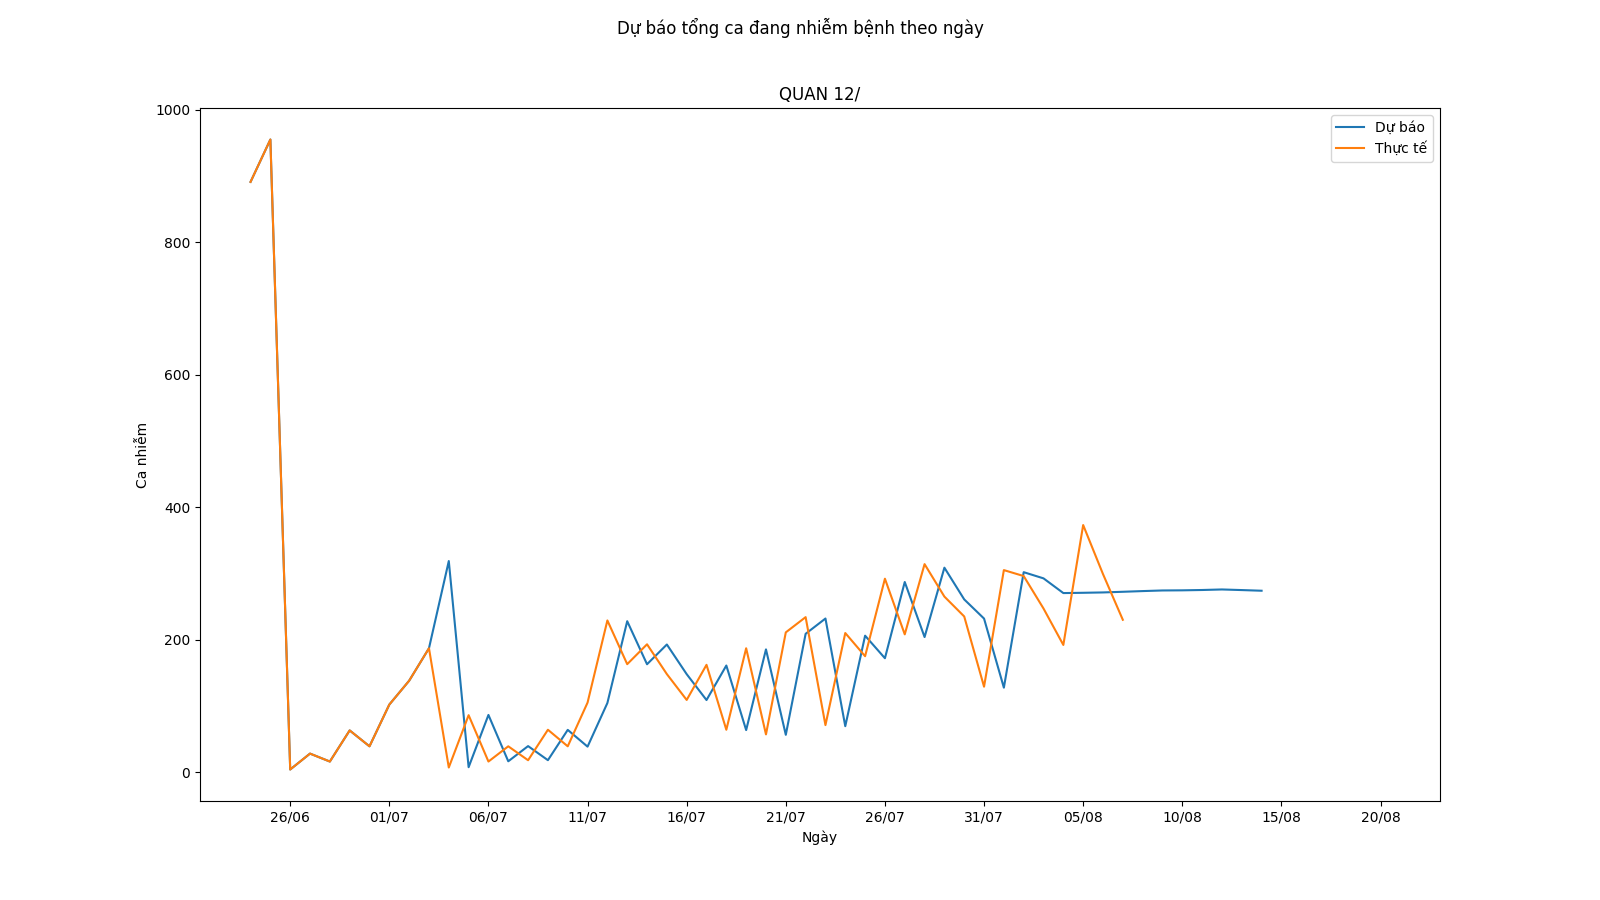 Dự báo tổng ca đang nhiễm bệnh theo ngày
QUAN 12/
1000
800
600
400
200
0
Ca nhiễm
Dự báo
Thực tế
26/06 01/07 06/07 11/07 16/07 21/07 26/07 31/07 05/08 10/08 15/08 20/08
Ngày